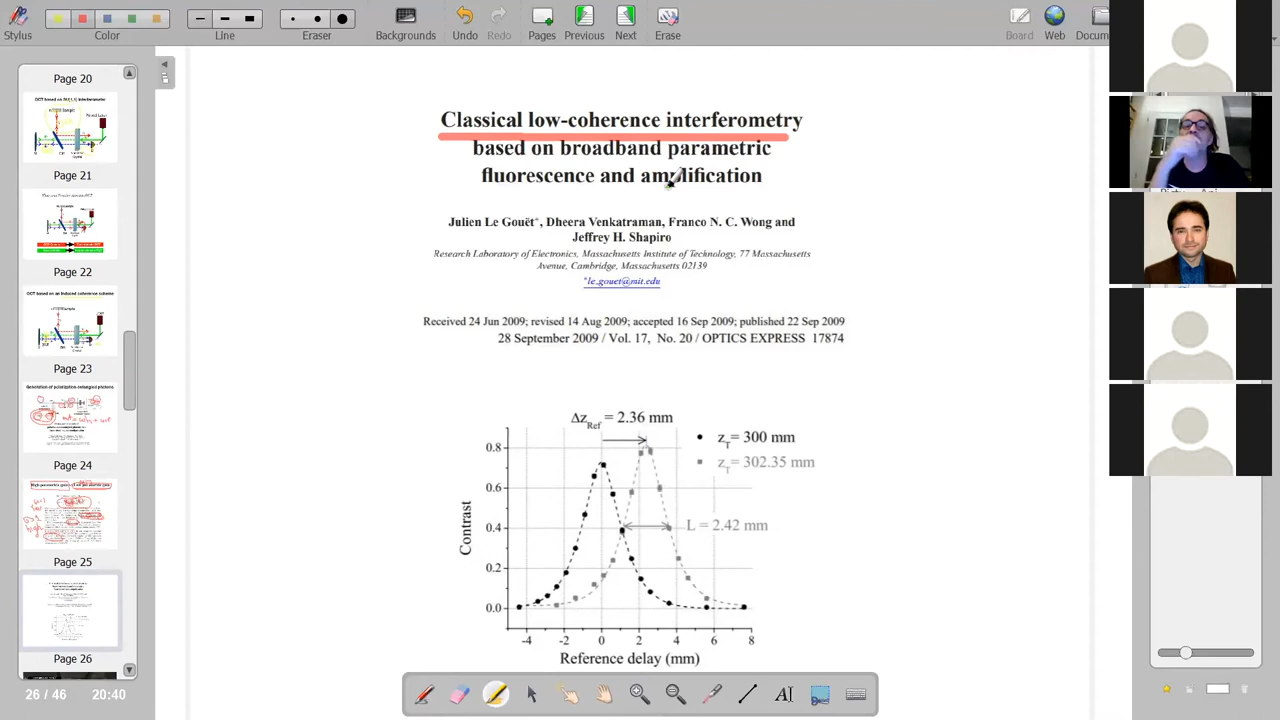 Stylus
Color
Line
Eraser
Backgrounds
Undo
Redo
Pages
Previous
Next
Erase
Board
Web
Page 20
Page 21
Page 22
Page 23
Page 24
Page 25
Page 26
26 / 46
20:40
Classical low-coherence interferometry
based on broadband parametric
fluorescence and amplification
Julien Le Gouët*, Dheera Venkatraman, Franco N. C. Wong and
Jeffrey H. Shapiro
Research Laboratory of Electronics, Massachusetts Institute of Technology, 77 Massachusetts
Avenue, Cambridge, Massachusetts 02139
*le_gouet@mit.edu
Received 24 Jun 2009; revised 14 Aug 2009; accepted 16 Sep 2009; published 22 Sep 2009
28 September 2009 / Vol. 17, No. 20 / OPTICS EXPRESS 17874
ΔzRef = 2.36 mm
zT= 300 mm
zT= 302.35 mm
L = 2.42 mm
Contrast
0.8
0.6
0.4
0.2
0.0
-4 -2 0 2 4 6 8
Reference delay (mm)